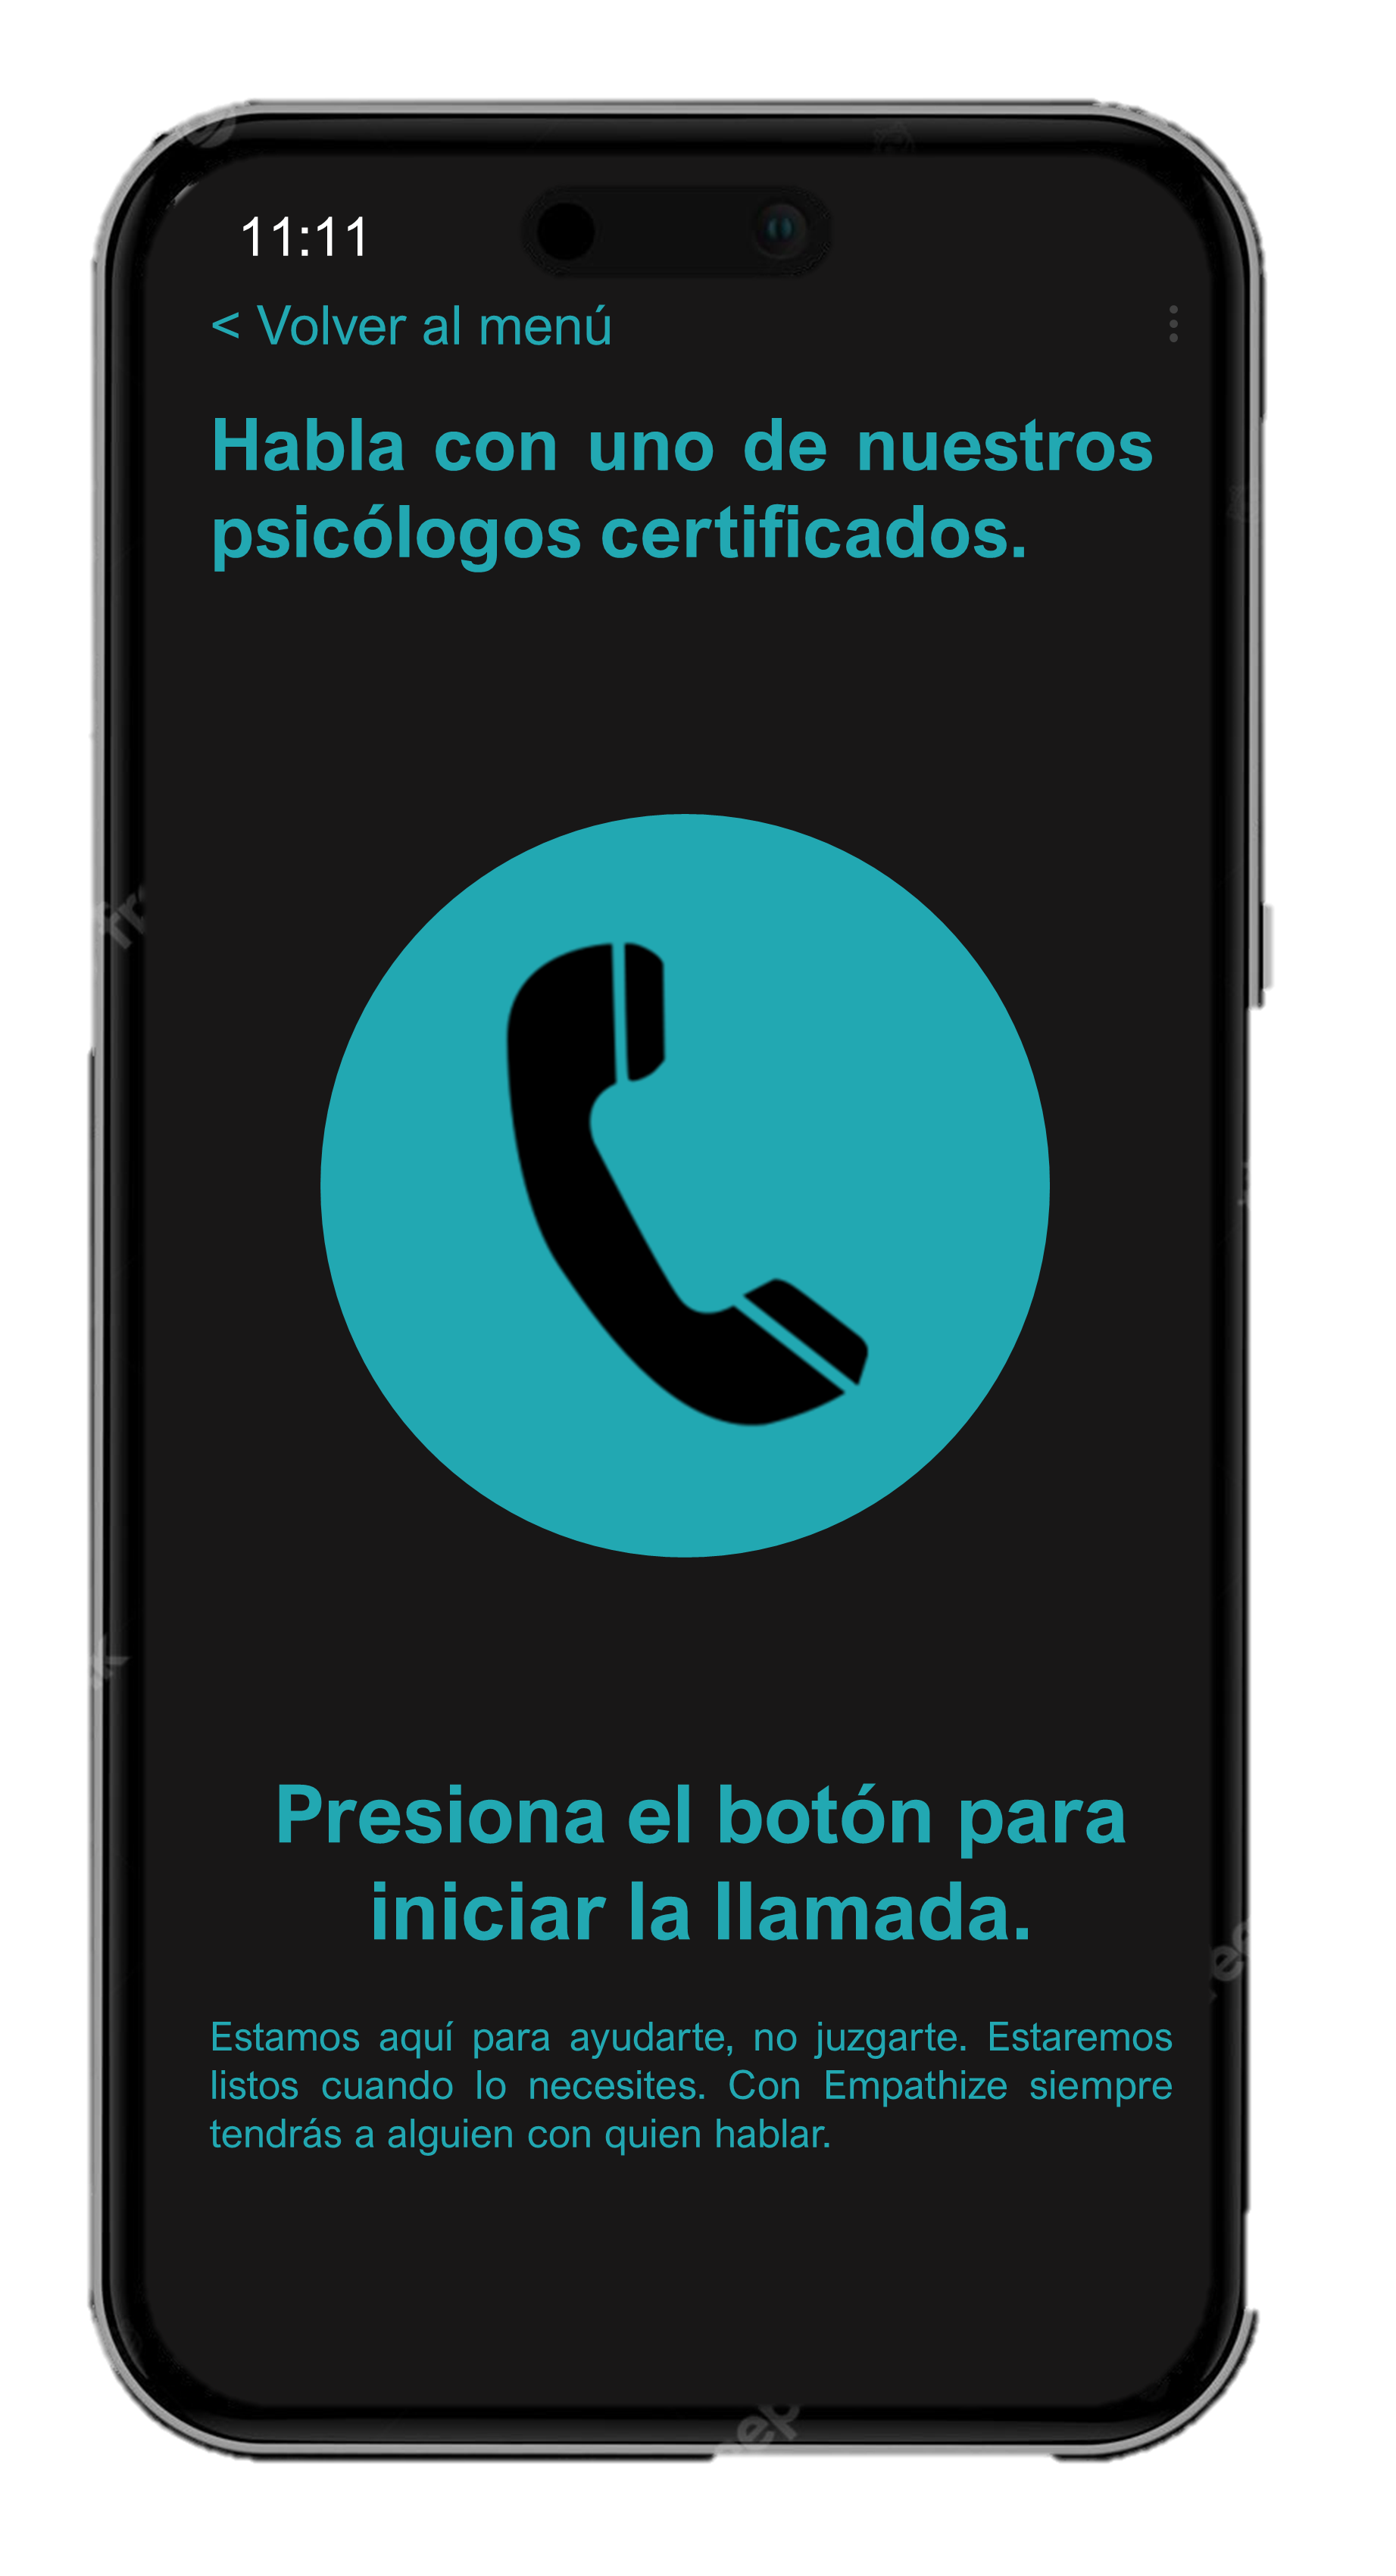 11:11
< Volver al menú
Habla con uno de nuestros
psicólogos certificados.
Presiona el botón para
iniciar la llamada.
Estamos aquí para ayudarte, no juzgarte. Estaremos
listos cuando lo necesites. Con Empathize siempre
tendrás a alguien con quien hablar.